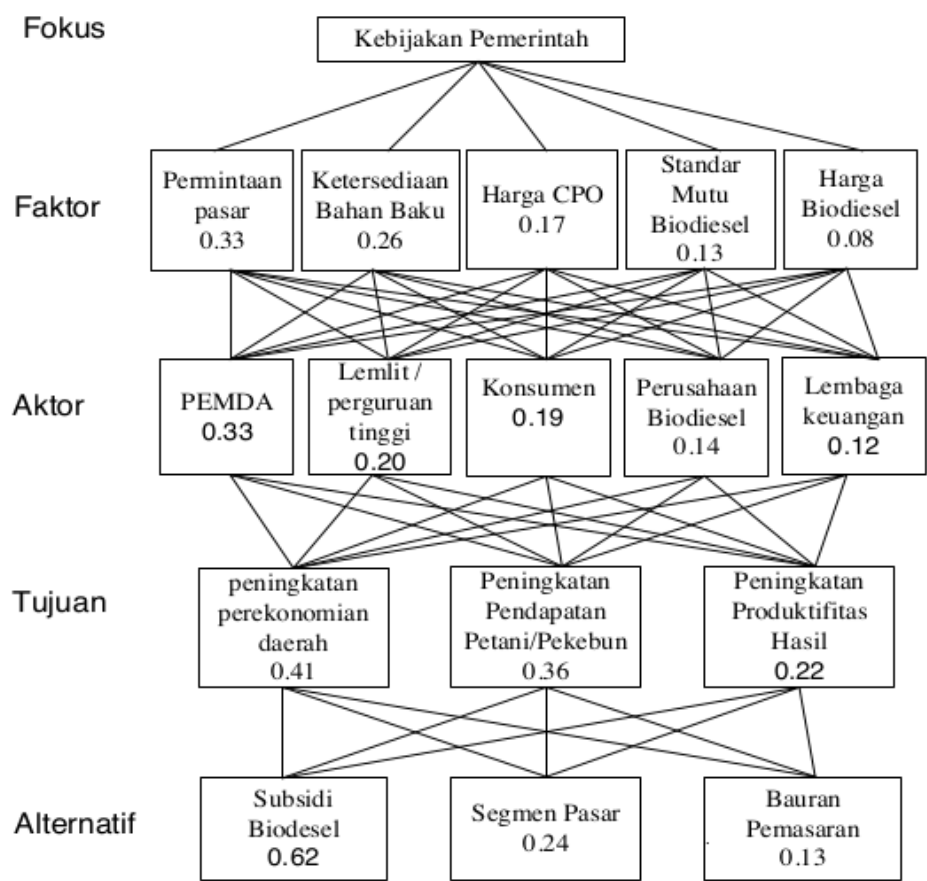 Fokus
Kebijakan Pemerintah
Faktor
Permintaan
pasar
0.33
Ketersediaan
Bahan Baku
0.26
Harga CPO
0.17
Standar
Mutu
Biodiesel
0.13
Harga
Biodiesel
0.08
Aktor
PEMDA
0.33
Lemlit /
perguruan
tinggi
0.20
Konsumen
0.19
Perusahaan
Biodiesel
0.14
Lembaga
keuangan
0.12
Tujuan
peningkatan
perekonomian
daerah
0.41
Peningkatan
Pendapatan
Petani/Pekebun
0.36
Peningkatan
Produktifitas
Hasil
0.22
Alternatif
Subsidi
Biodesel
0.62
Segmen Pasar
0.24
Bauran
Pemasaran
0.13